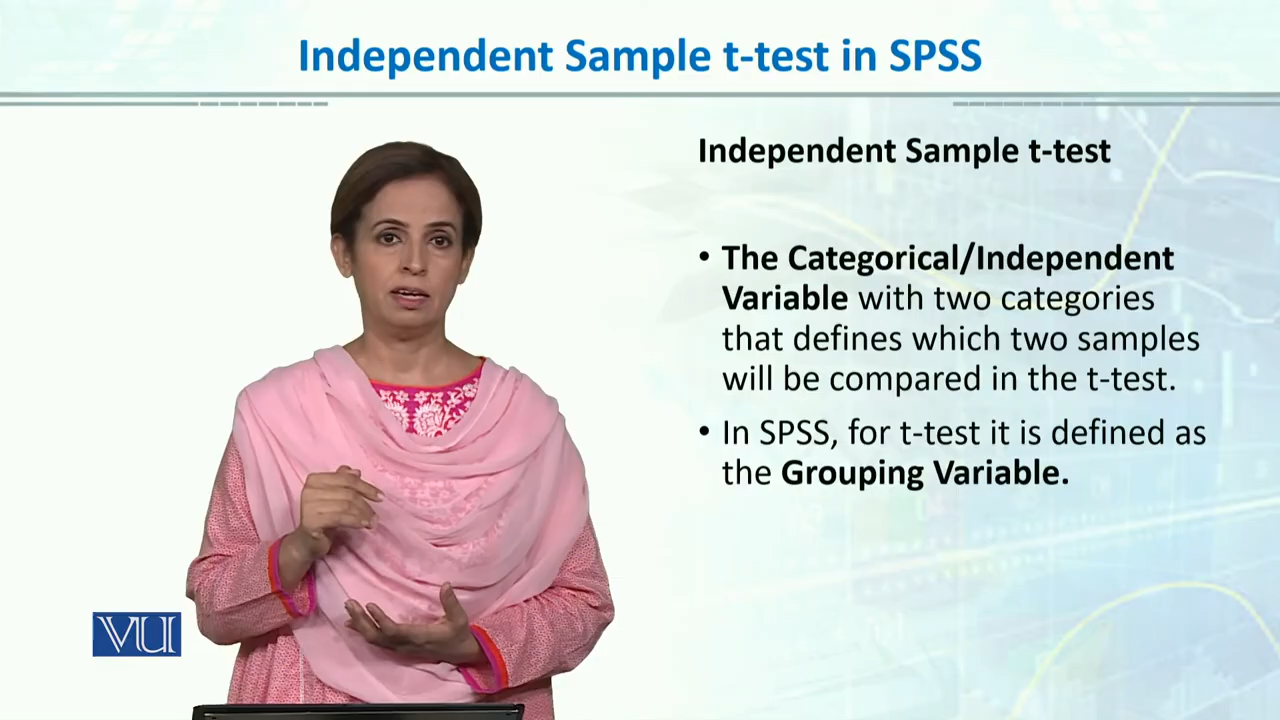 Independent Sample t-test in SPSS
Independent Sample t-test
• The Categorical/Independent
Variable with two categories
that defines which two samples
will be compared in the t-test.
• In SPSS, for t-test it is defined as
the Grouping Variable.
VU